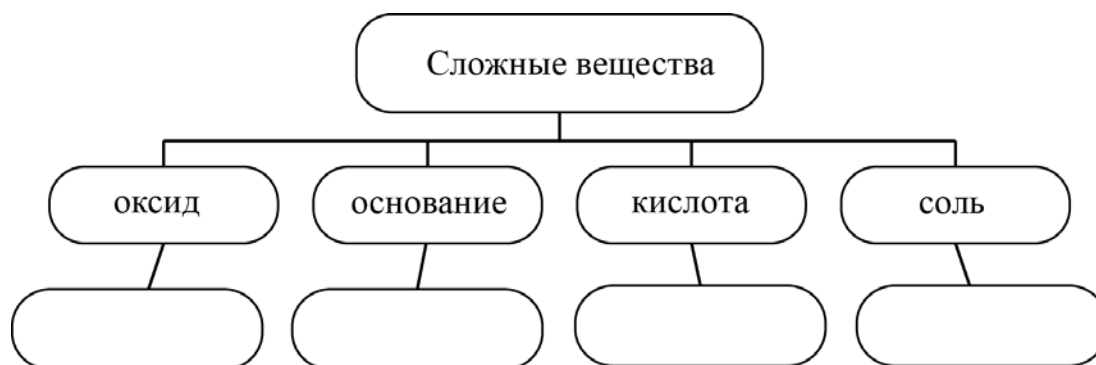 Сложные вещества
оксид
основание
кислота
соль